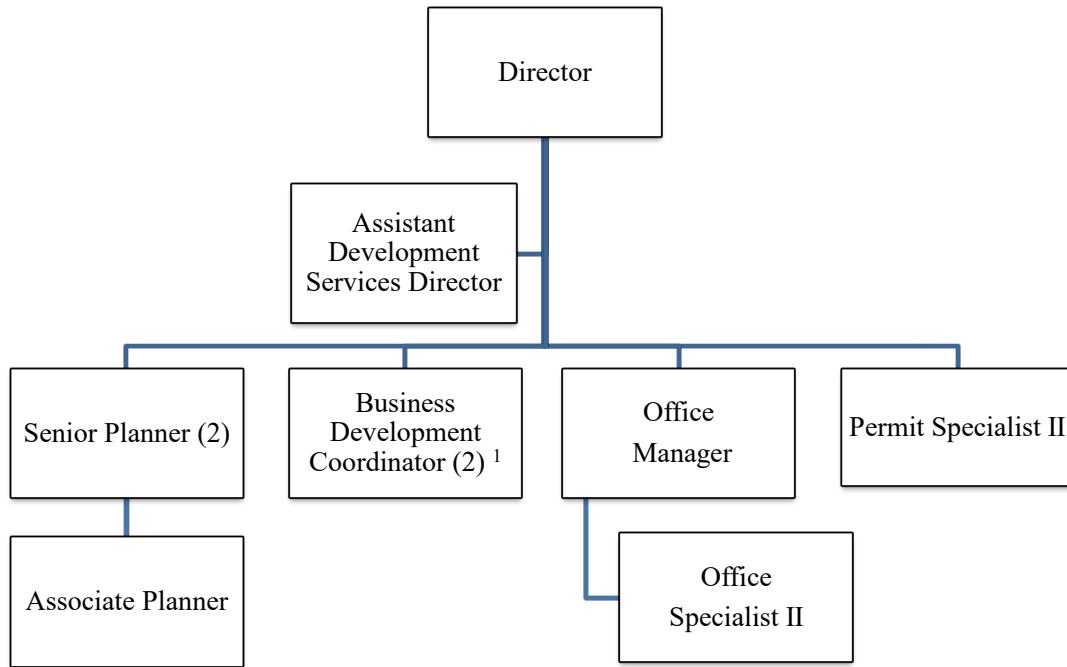 Director
Assistant
Development
Services Director
Senior Planner (2)
Business
Development
Coordinator (2) ¹
Office
Manager
Permit Specialist II
Associate Planner
Office
Specialist II